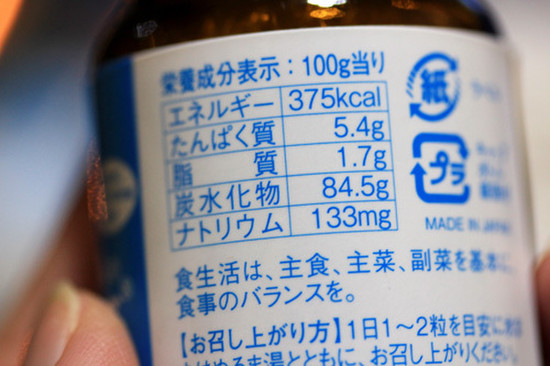 栄養成分表示：100g当り
エネルギー 375kcal
たんぱく質 5.4g
脂質 1.7g
炭水化物 84.5g
ナトリウム 133mg
紙
プラ
MADE IN JAPAN
食生活は、主食、主菜、副菜を基本に、
食事のバランスを。
【お召し上がり方】1日1～2粒を目安に
ぬるま湯とともに、お召し上がりください。